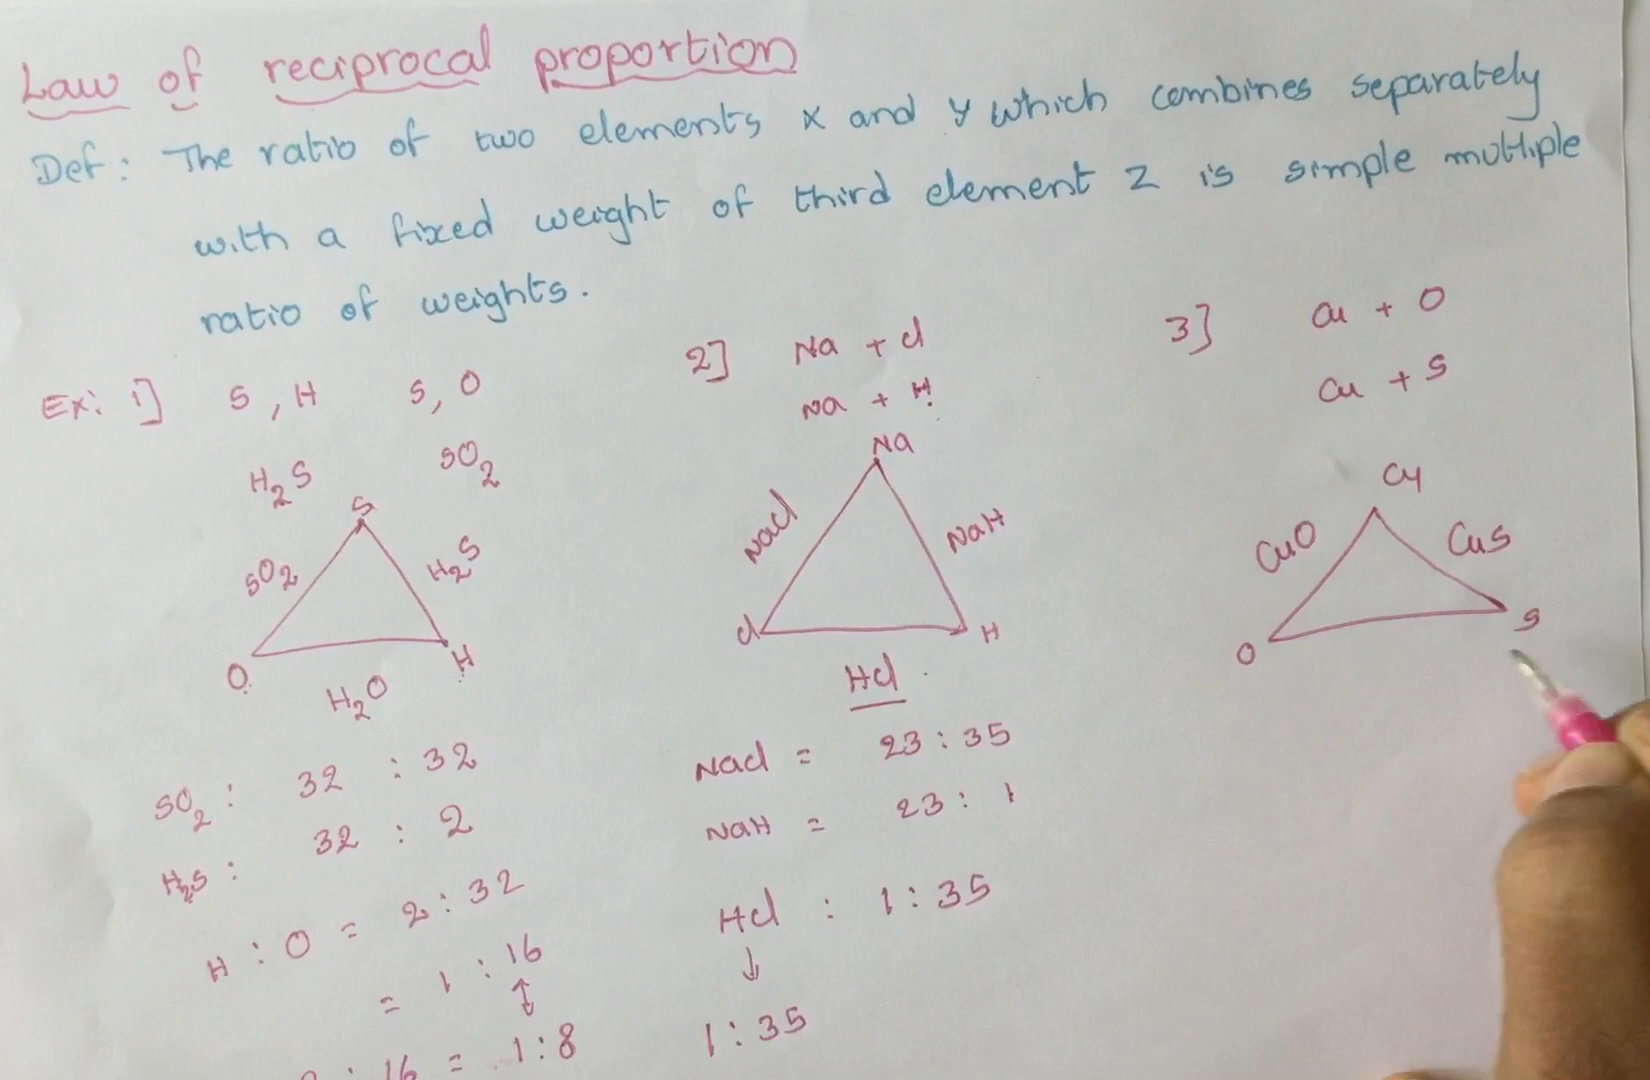 Law of reciprocal proportion
Def: The ratio of two elements x and y which combines separately
with a fixed weight of third element z is simple multiple
ratio of weights.
Ex: 1] S, H S, O
H2S SO2
S
SO2 H2S
O H
H2O
SO2 : 32 : 32
H2S : 32 : 2
H : O = 2 : 32
= 1 : 16
: 16 = 1:8
2] Na + Cl
Na + H
Na
NaCl NaH
Cl H
HCl
NaCl = 23 : 35
NaH = 23 : 1
HCl : 1 : 35
1 : 35
3] Cu + O
Cu + S
Cu
CuO CuS
O S